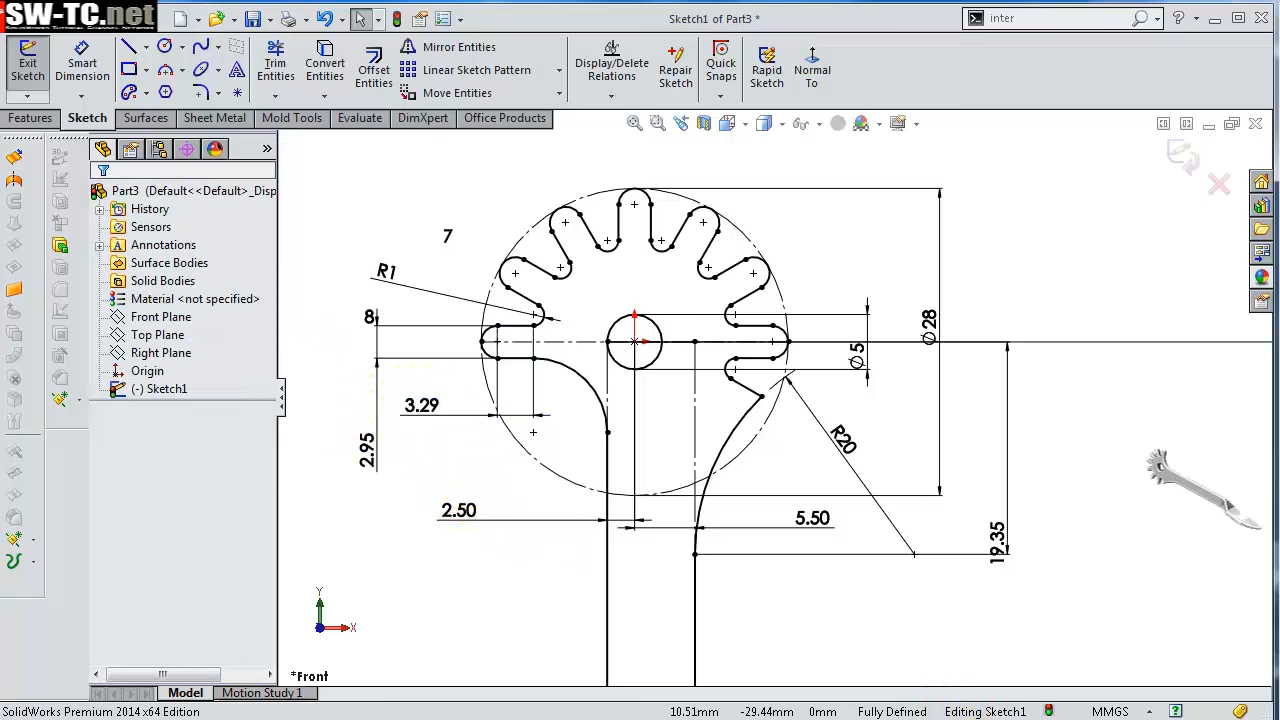 SW-TC.net
Sketch1 of Part3 *
inter
Exit Sketch
Smart Dimension
Trim Entities
Convert Entities
Offset Entities
Mirror Entities
Linear Sketch Pattern
Move Entities
Display/Delete Relations
Repair Sketch
Quick Snaps
Rapid Sketch
Normal To
Features
Sketch
Surfaces
Sheet Metal
Mold Tools
Evaluate
DimXpert
Office Products
Part3 (Default<<Default>_Disp
History
Sensors
Annotations
Surface Bodies
Solid Bodies
Material <not specified>
Front Plane
Top Plane
Right Plane
Origin
(-) Sketch1
7
R1
8
3.29
2.95
2.50
5.50
∅5
∅28
R20
19.35
Y
X
*Front
Model
Motion Study 1
SolidWorks Premium 2014 x64 Edition
10.51mm
-29.44mm
0mm
Fully Defined
Editing Sketch1
MMGS